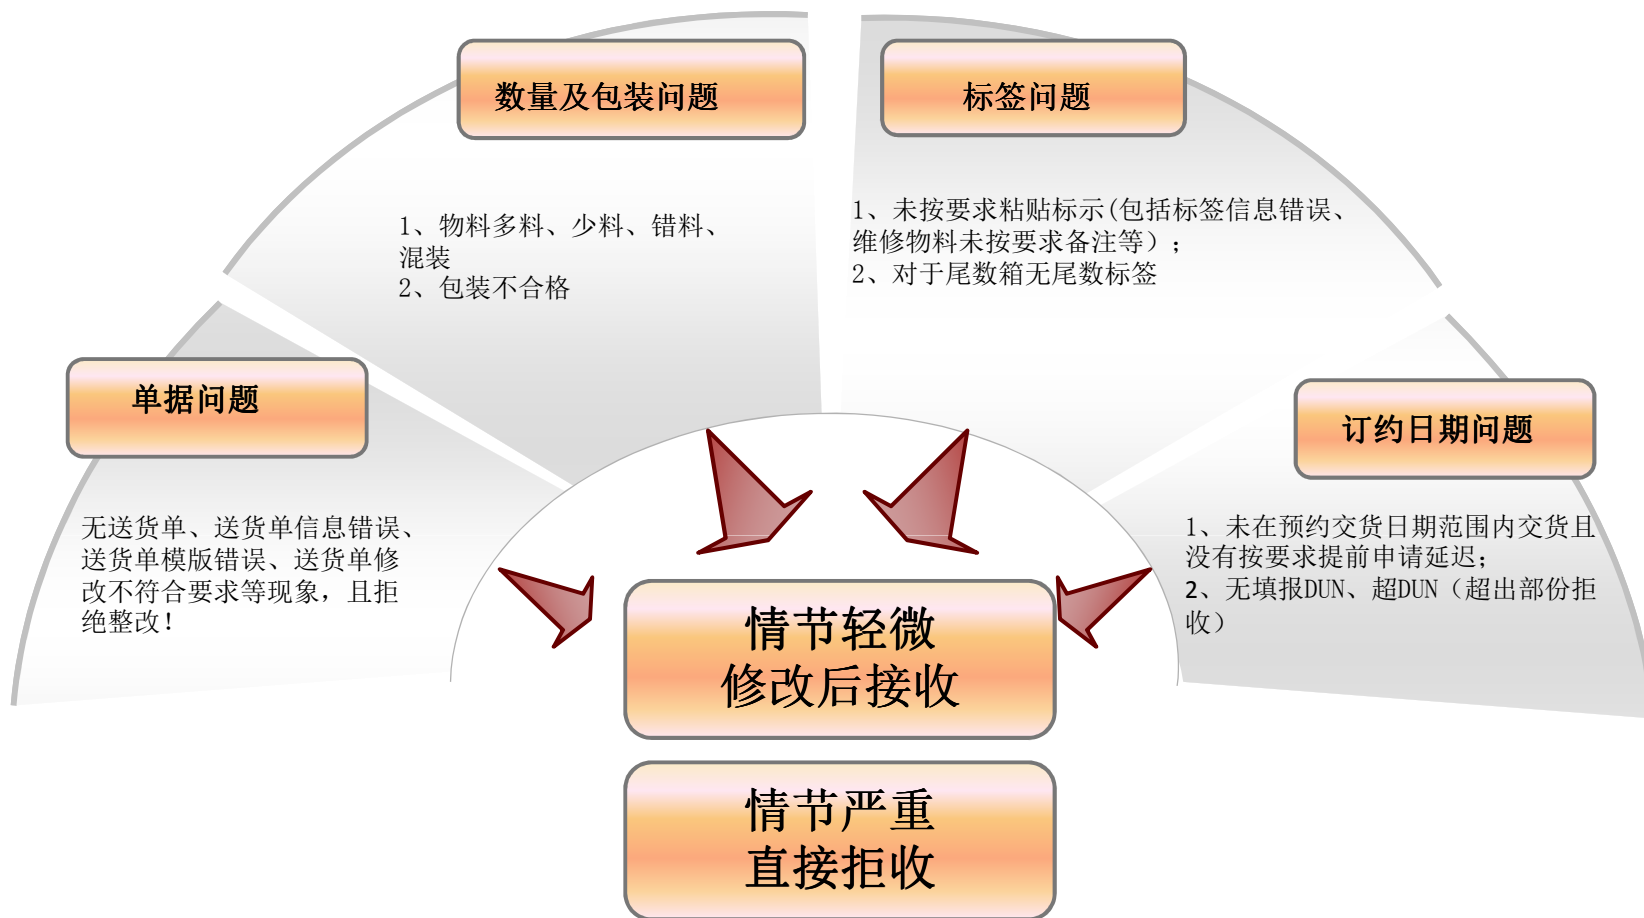 数量及包装问题
标签问题
1、物料多料、少料、错料、
混装
2、包装不合格
1、未按要求粘贴标示(包括标签信息错误、
维修物料未按要求备注等）；
2、对于尾数箱无尾数标签
单据问题
订约日期问题
无送货单、送货单信息错误、
送货单模版错误、送货单修
改不符合要求等现象，且拒
绝整改！
1、未在预约交货日期范围内交货且
没有按要求提前申请延迟；
2、无填报DUN、超DUN（超出部份拒
收）
情节轻微
修改后接收
情节严重
直接拒收